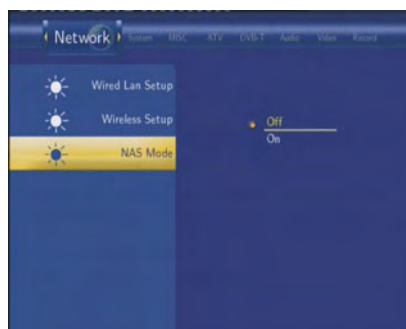 Network System MISC ATV DVB-T Audio Video Record
Wired Lan Setup
Wireless Setup
NAS Mode
Off
On